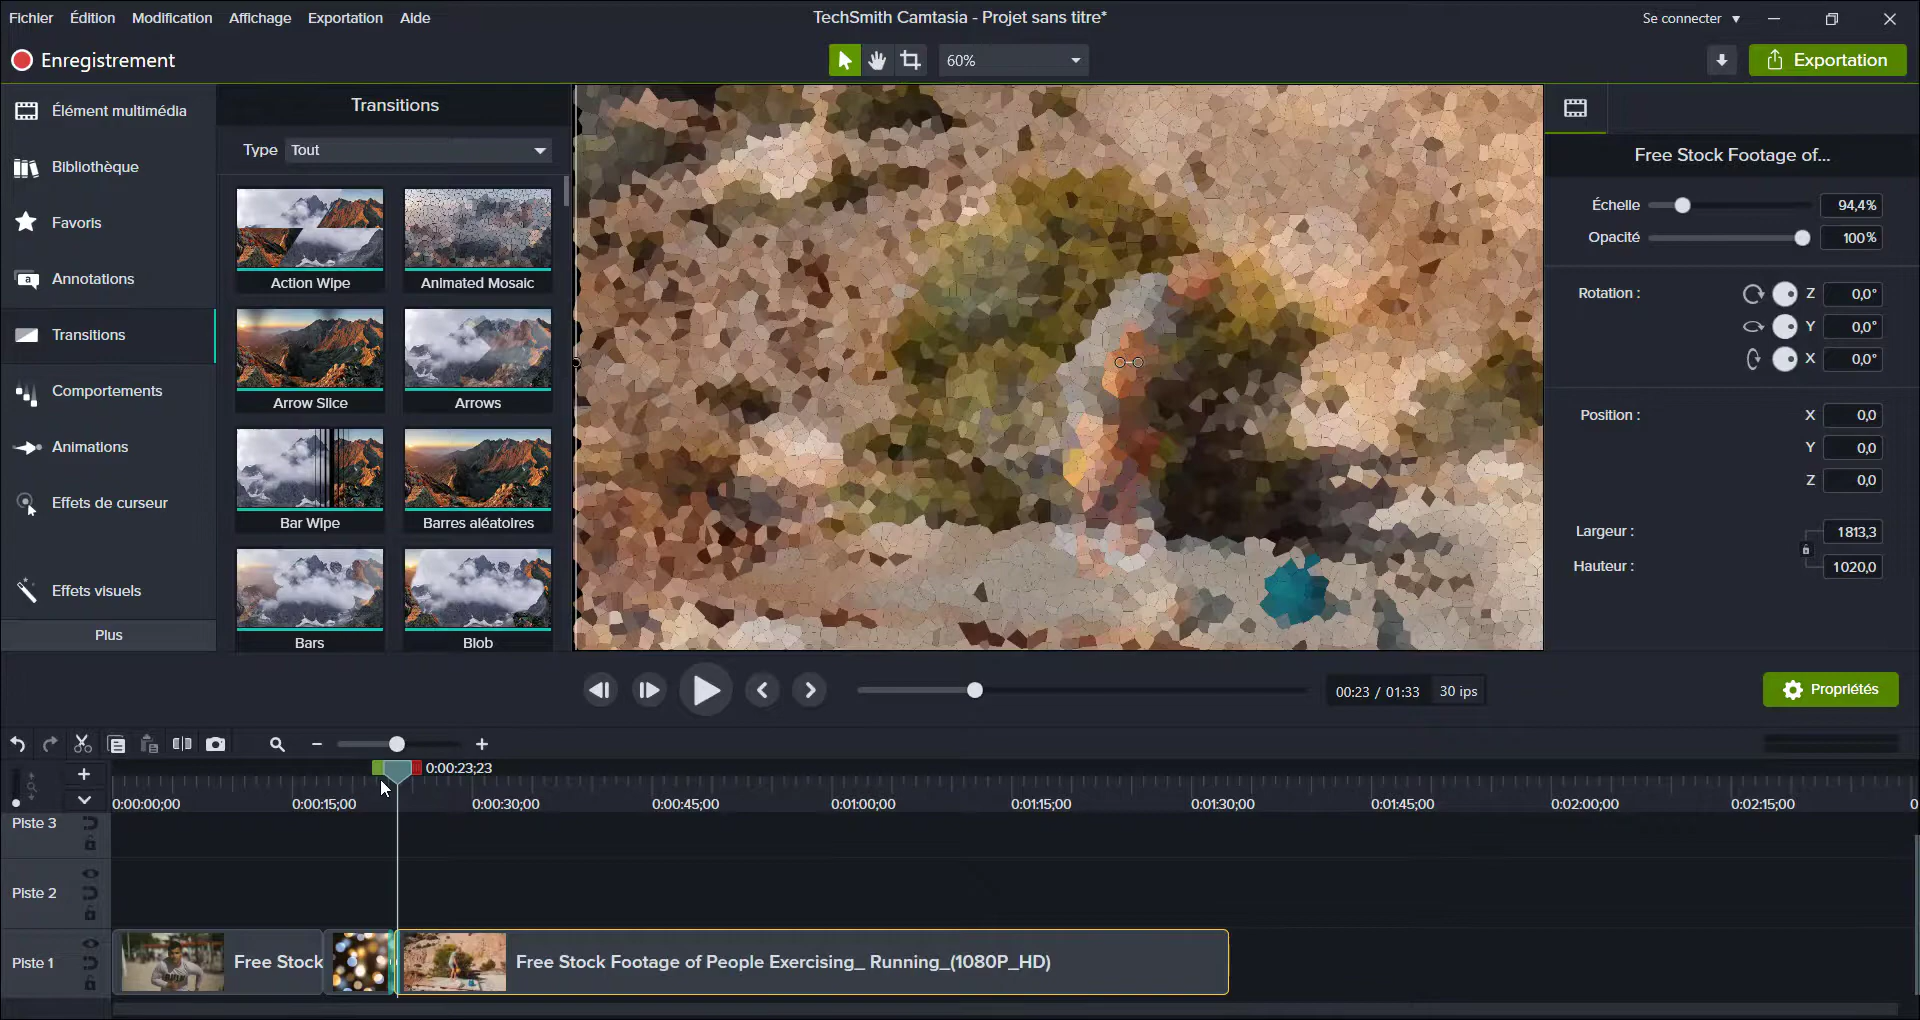 Fichier Édition Modification Affichage Exportation Aide
TechSmith Camtasia - Projet sans titre*
Se connecter
Enregistrement
60%
Exportation
Élément multimédia
Bibliothèque
Favoris
Annotations
Transitions
Comportements
Animations
Effets de curseur
Effets visuels
Plus
Transitions
Type Tout
Action Wipe Animated Mosaic
Arrow Slice Arrows
Bar Wipe Barres aléatoires
Bars Blob
Free Stock Footage of...
Échelle 94,4%
Opacité 100%
Rotation : Z 0,0°
Y 0,0°
X 0,0°
Position : X 0,0
Y 0,0
Z 0,0
Largeur : 1813,3
Hauteur : 1020,0
00:23 / 01:33 30 ips
Propriétés
0:00:23;23
0:00:00;00 0:00:15;00 0:00:30;00 0:00:45;00 0:01:00;00 0:01:15;00 0:01:30;00 0:01:45;00 0:02:00;00 0:02:15;00 0
Piste 3
Piste 2
Piste 1
Free Stock
Free Stock Footage of People Exercising_ Running_(1080P_HD)